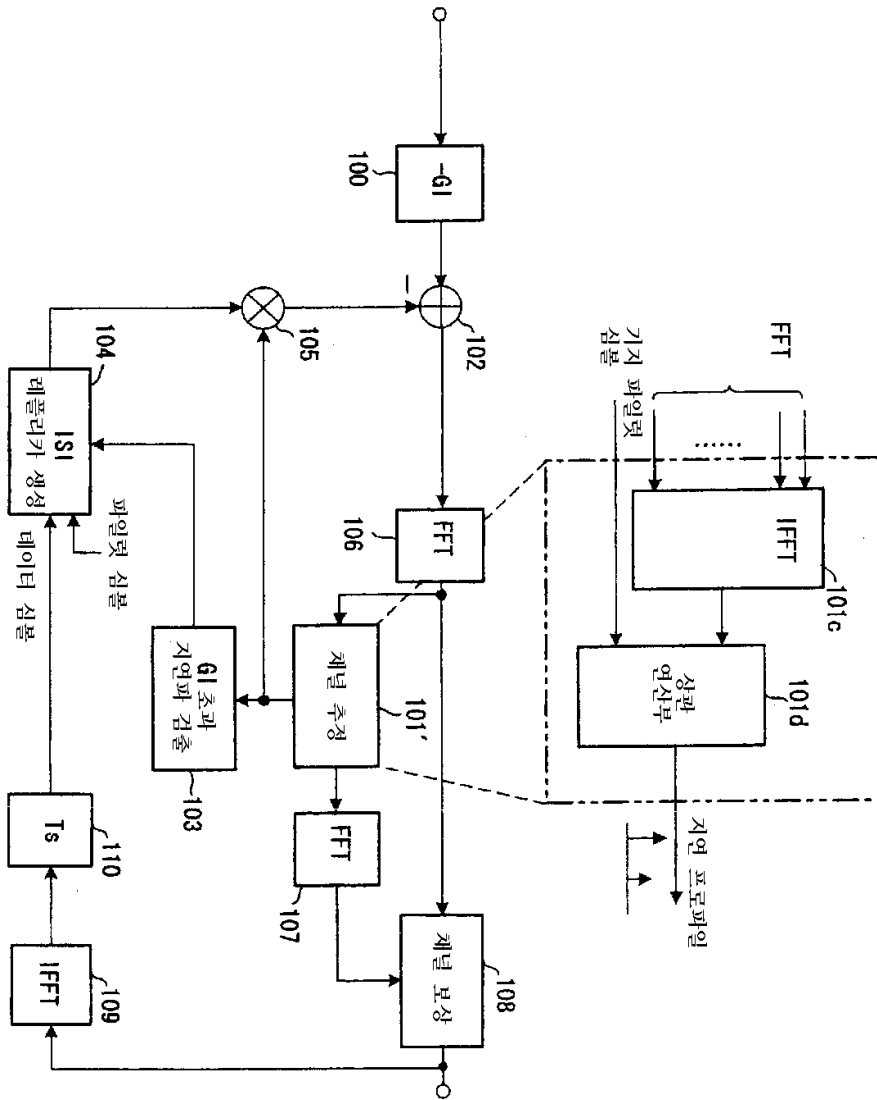 FFT
기지 파일럿
심볼
......
IFFT
101c
상관
연산부
101d
지연 프로파일
-GI
100
−
102
FFT
106
채널 추정
101′
FFT
107
채널 보상
108
105
ISI
레플리카 생성
104
파일럿 심볼
데이터 심볼
GI 초과
지연파 검출
103
Ts
110
IFFT
109